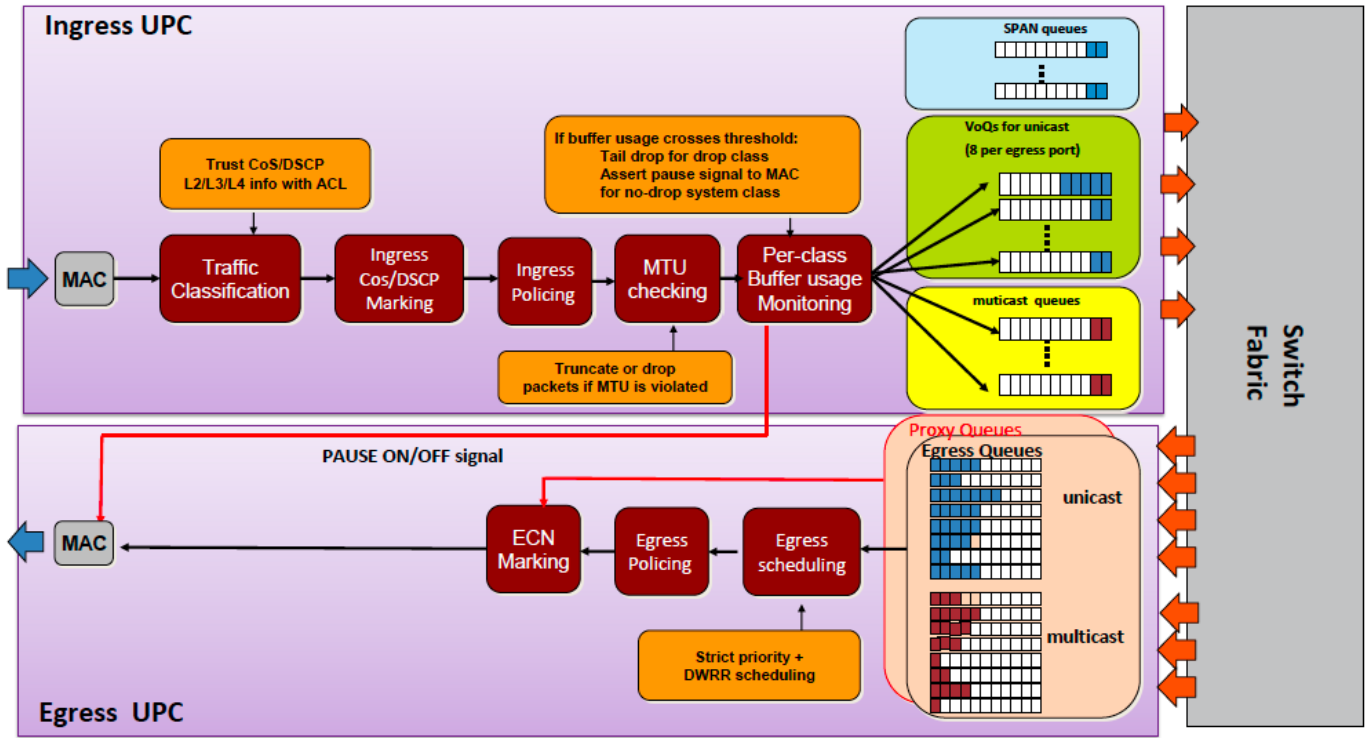 Ingress UPC
SPAN queues
Trust CoS/DSCP
L2/L3/L4 info with ACL
If buffer usage crosses threshold:
Tail drop for drop class
Assert pause signal to MAC
for no-drop system class
VoQs for unicast
(8 per egress port)
MAC
Traffic
Classification
Ingress
Cos/DSCP
Marking
Ingress
Policing
MTU
checking
Per-class
Buffer usage
Monitoring
muticast queues
Truncate or drop
packets if MTU is violated
Switch
Fabric
PAUSE ON/OFF signal
Proxy Queues
Egress Queues
unicast
MAC
ECN
Marking
Egress
Policing
Egress
scheduling
multicast
Strict priority +
DWRR scheduling
Egress UPC